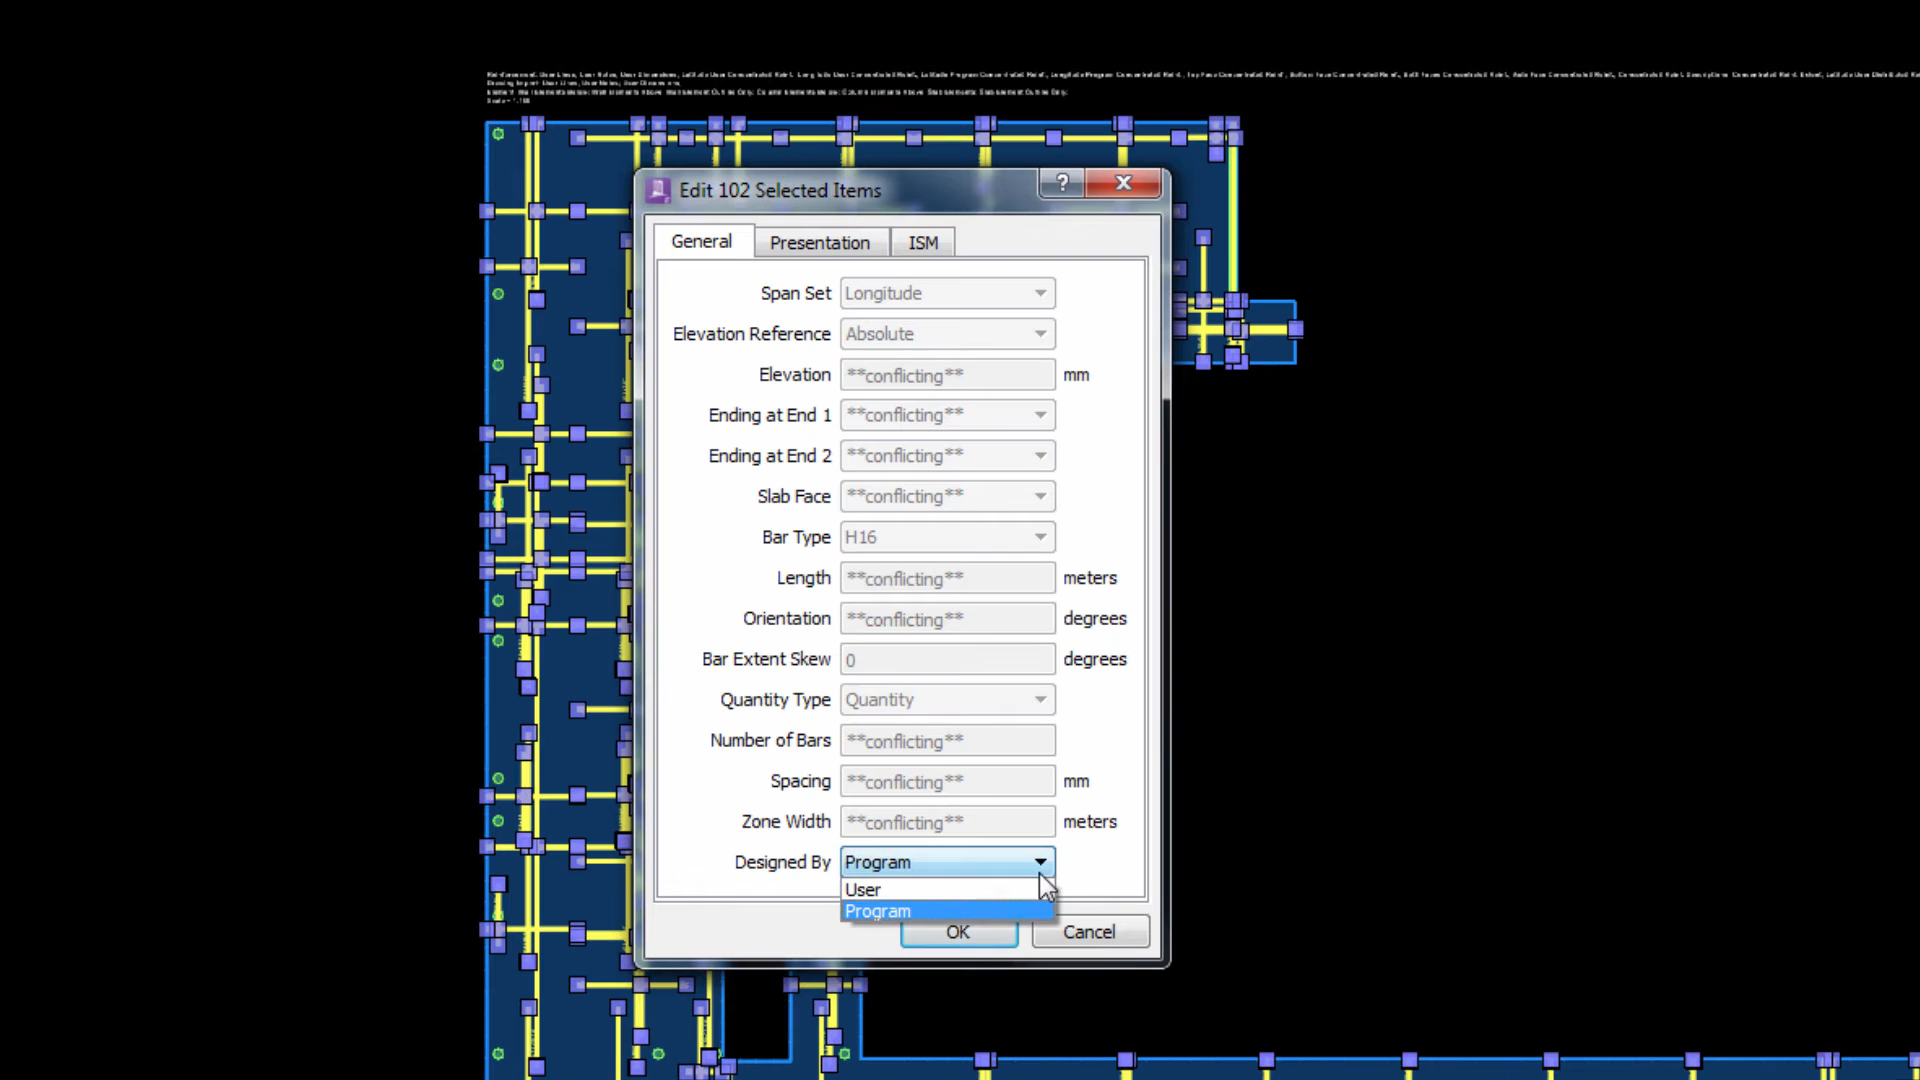 Edit 102 Selected Items
?
General
Presentation
ISM
Span Set Longitude
Elevation Reference Absolute
Elevation **conflicting** mm
Ending at End 1 **conflicting**
Ending at End 2 **conflicting**
Slab Face **conflicting**
Bar Type H16
Length **conflicting** meters
Orientation **conflicting** degrees
Bar Extent Skew 0 degrees
Quantity Type Quantity
Number of Bars **conflicting**
Spacing **conflicting** mm
Zone Width **conflicting** meters
Designed By Program
User
Program
OK
Cancel